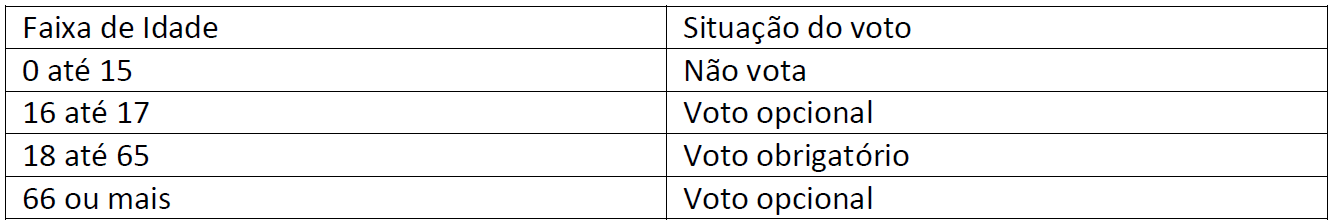 Faixa de Idade Situação do voto
0 até 15 Não vota
16 até 17 Voto opcional
18 até 65 Voto obrigatório
66 ou mais Voto opcional